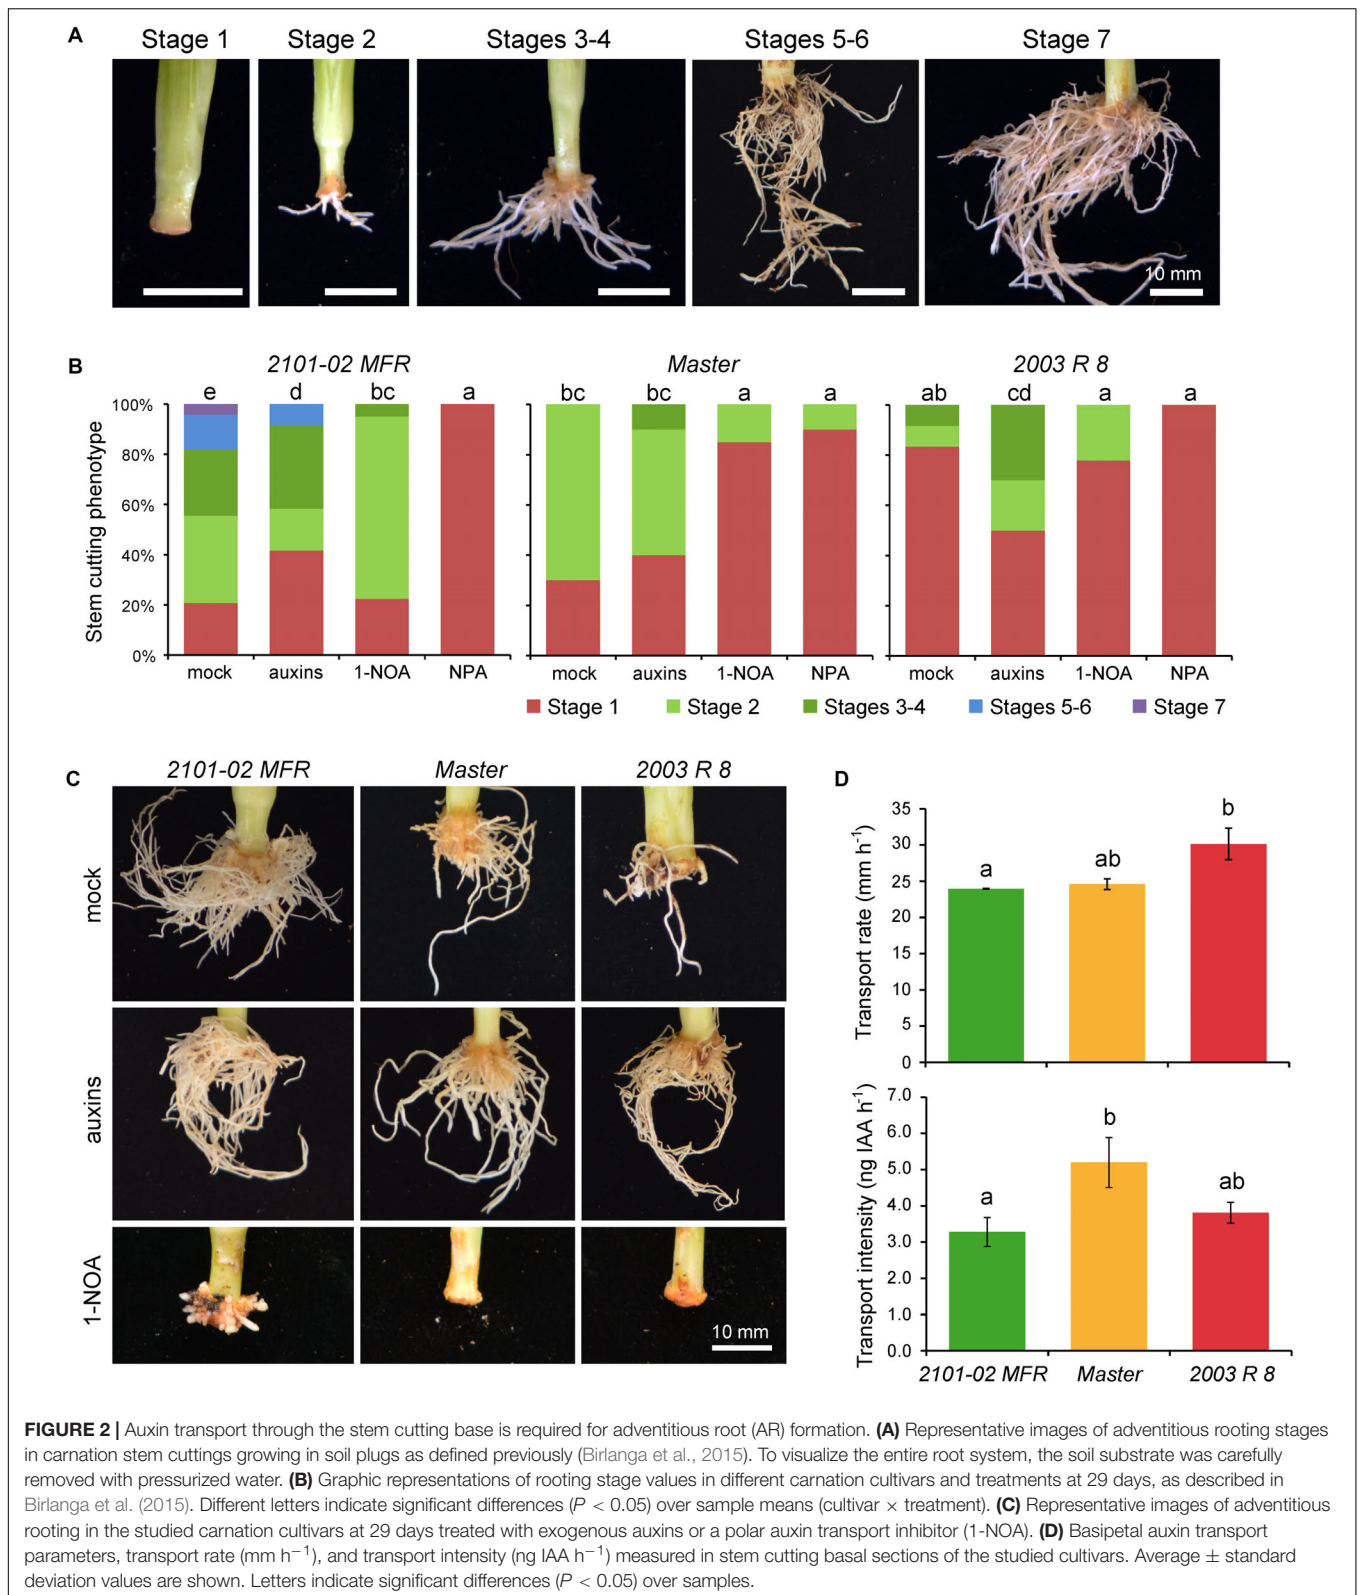 A
Stage 1 Stage 2 Stages 3-4 Stages 5-6 Stage 7
10 mm
B
2101-02 MFR Master 2003 R 8
e d bc a bc bc a a ab cd a a
Stem cutting phenotype
100%
80%
60%
40%
20%
0%
mock auxins 1-NOA NPA mock auxins 1-NOA NPA mock auxins 1-NOA NPA
Stage 1 Stage 2 Stages 3-4 Stages 5-6 Stage 7
C
2101-02 MFR Master 2003 R 8
mock
auxins
1-NOA
10 mm
D
Transport rate (mm h⁻¹)
35
30
25
20
15
10
5
0
a ab b
Transport intensity (ng IAA h⁻¹)
7.0
6.0
5.0
4.0
3.0
2.0
1.0
0.0
a b ab
2101-02 MFR Master 2003 R 8
FIGURE 2 | Auxin transport through the stem cutting base is required for adventitious root (AR) formation. (A) Representative images of adventitious rooting stages
in carnation stem cuttings growing in soil plugs as defined previously (Birlanga et al., 2015). To visualize the entire root system, the soil substrate was carefully
removed with pressurized water. (B) Graphic representations of rooting stage values in different carnation cultivars and treatments at 29 days, as described in
Birlanga et al. (2015). Different letters indicate significant differences (P < 0.05) over sample means (cultivar × treatment). (C) Representative images of adventitious
rooting in the studied carnation cultivars at 29 days treated with exogenous auxins or a polar auxin transport inhibitor (1-NOA). (D) Basipetal auxin transport
parameters, transport rate (mm h⁻¹), and transport intensity (ng IAA h⁻¹) measured in stem cutting basal sections of the studied cultivars. Average ± standard
deviation values are shown. Letters indicate significant differences (P < 0.05) over samples.